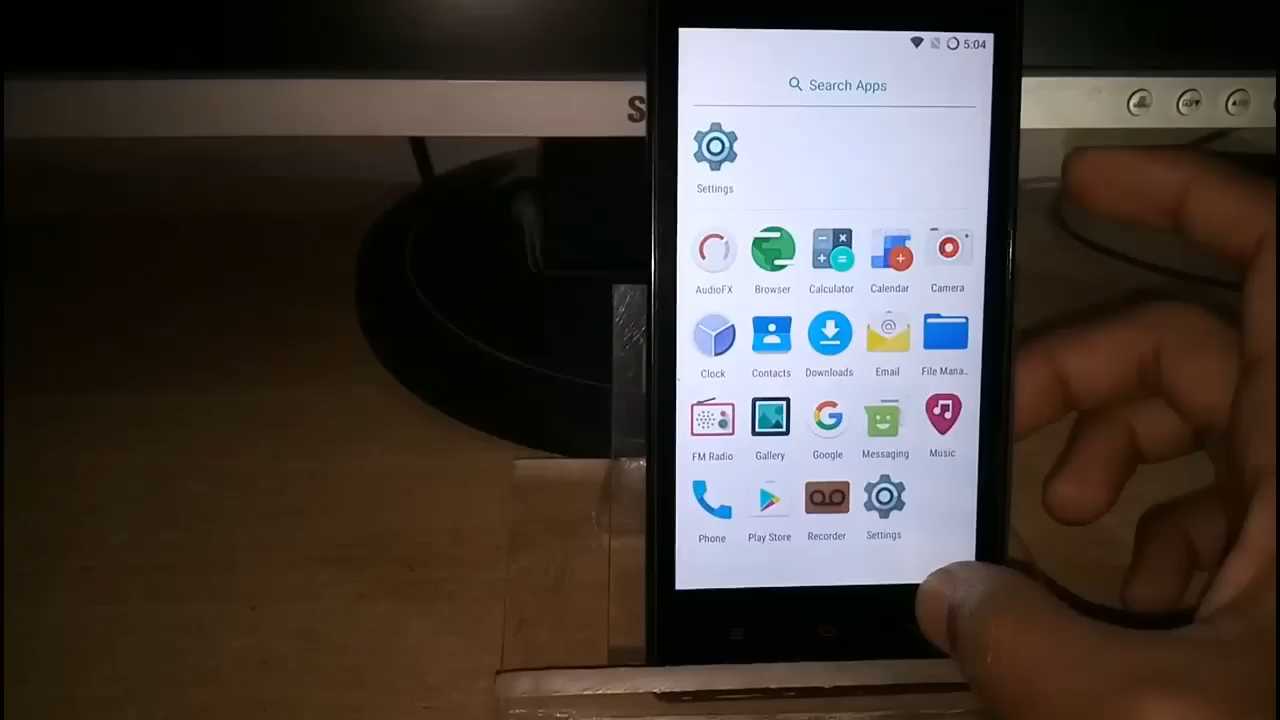 5:04
S
Search Apps
Settings
AudioFX Browser Calculator Calendar Camera
Clock Contacts Downloads Email File Mana..
FM Radio Gallery Google Messaging Music
Phone Play Store Recorder Settings